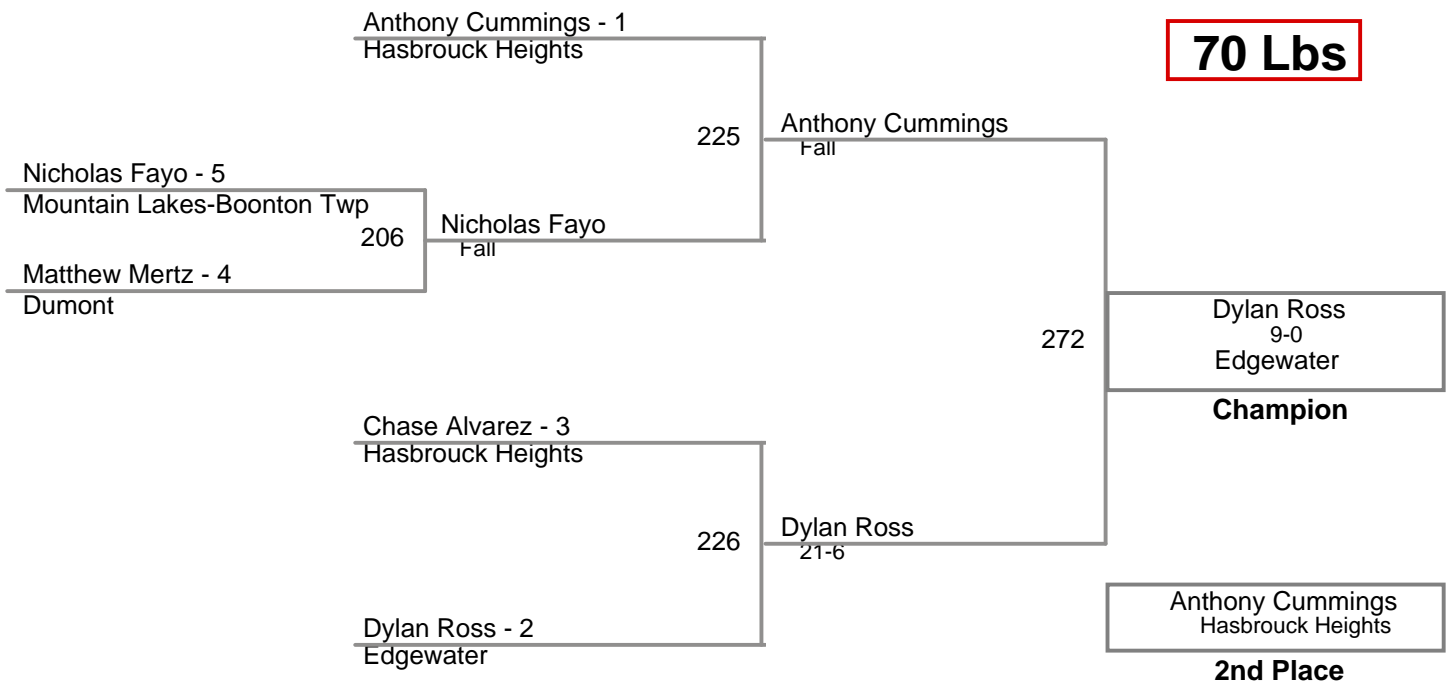 Anthony Cummings - 1
Hasbrouck Heights
70 Lbs
225
Anthony Cummings
Fall
Nicholas Fayo - 5
Mountain Lakes-Boonton Twp
206
Nicholas Fayo
Fall
Matthew Mertz - 4
Dumont
272
Dylan Ross
9-0
Edgewater
Champion
Chase Alvarez - 3
Hasbrouck Heights
226
Dylan Ross
21-6
Dylan Ross - 2
Edgewater
Anthony Cummings
Hasbrouck Heights
2nd Place